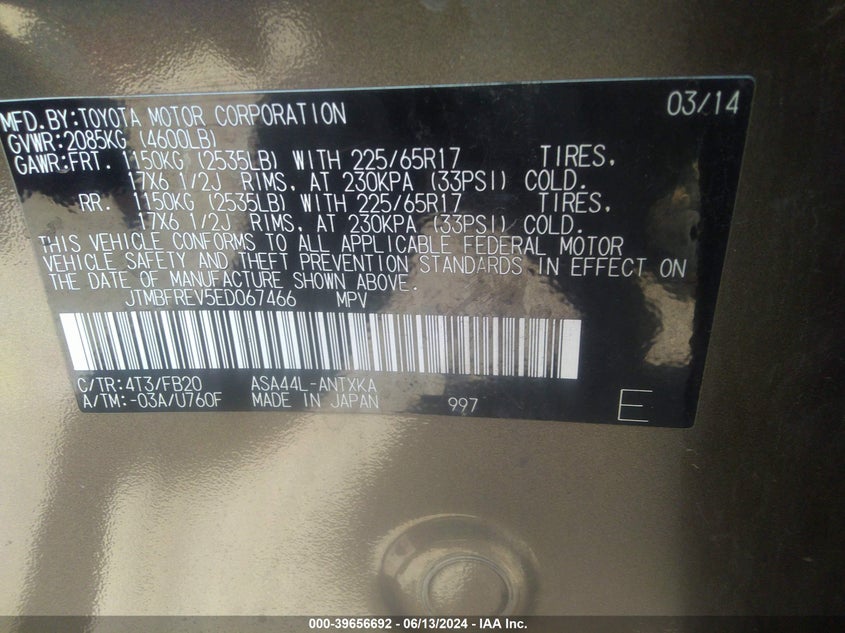 MFD.BY:TOYOTA MOTOR CORPORATION 03/14
GVWR:2085KG (4600LB)
GAWR:FRT. 1150KG (2535LB) WITH 225/65R17 TIRES,
17X6 1/2J RIMS, AT 230KPA (33PSI) COLD.
RR. 1150KG (2535LB) WITH 225/65R17 TIRES,
17X6 1/2J RIMS, AT 230KPA (33PSI) COLD.
THIS VEHICLE CONFORMS TO ALL APPLICABLE FEDERAL MOTOR
VEHICLE SAFETY AND THEFT PREVENTION STANDARDS IN EFFECT ON
THE DATE OF MANUFACTURE SHOWN ABOVE.
JTMBFREV5ED067466 MPV
C/TR:4T3/FB20 ASA44L-ANTXKA
A/TM:-03A/U760F MADE IN JAPAN 997 E
000-39656692 - 06/13/2024 - IAA Inc.